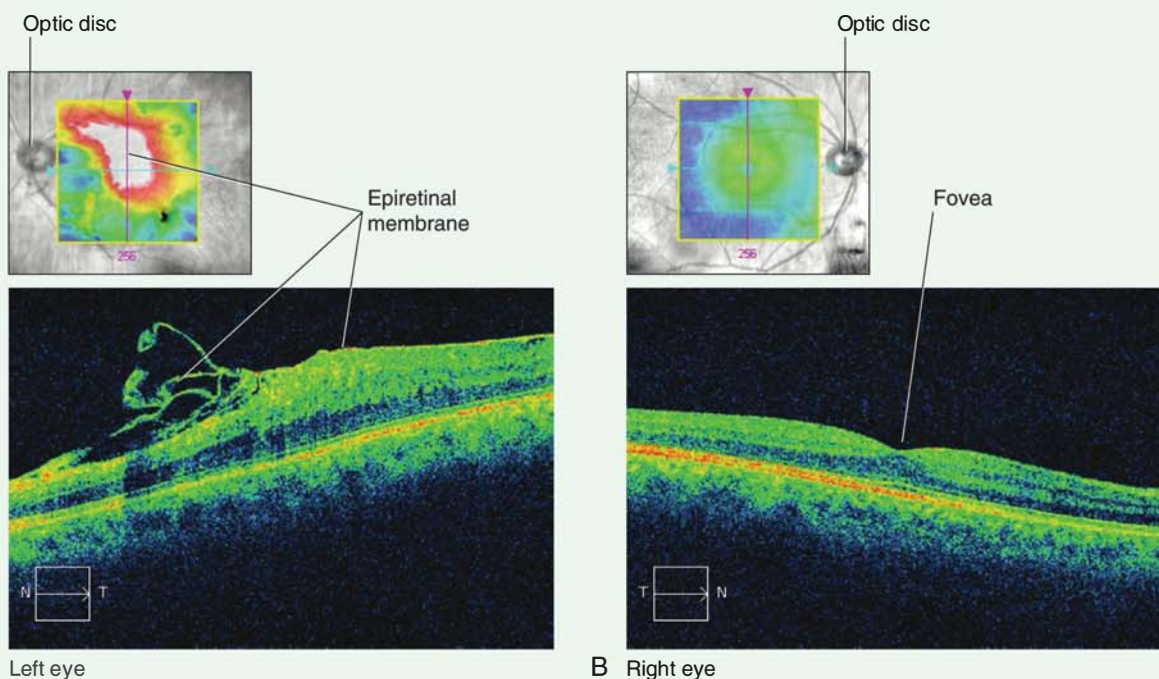 Optic disc
Optic disc
256
256
Epiretinal
membrane
Fovea
N T
T N
Left eye
B Right eye